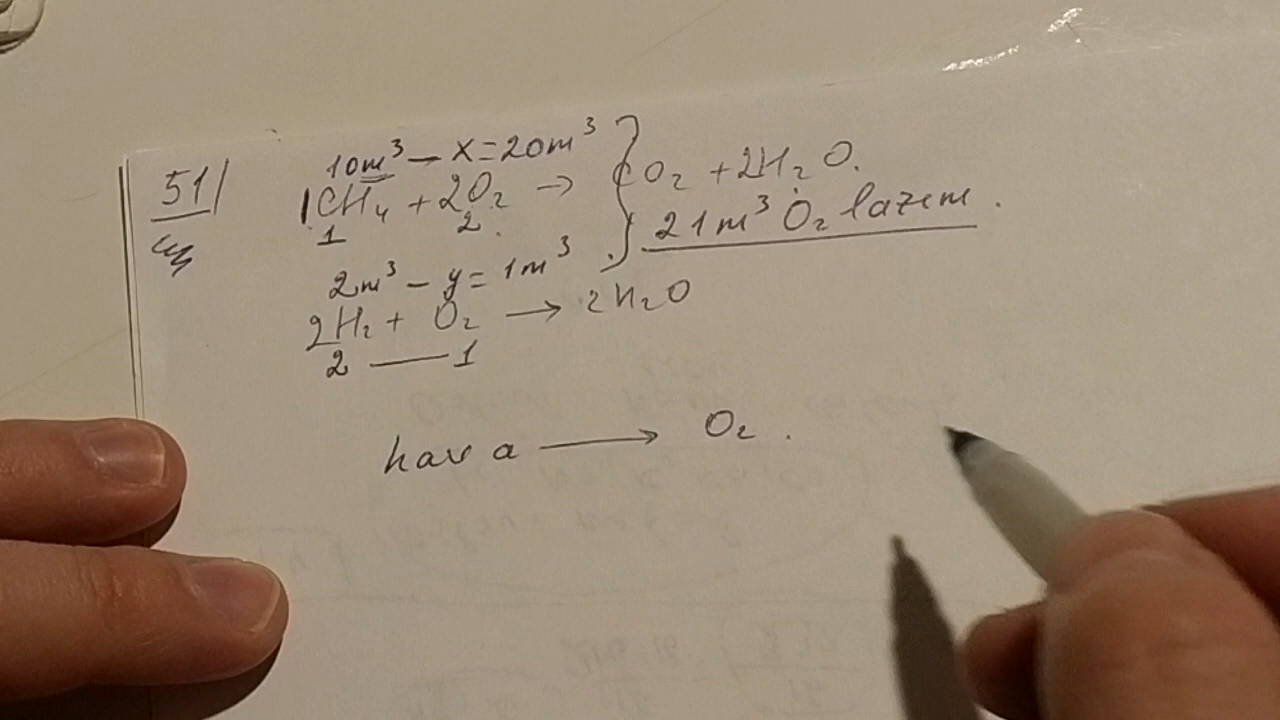 51
10m³ — x = 20m³
1CH₄ + 2O₂ → CO₂ + 2H₂O.
1 2.
21m³ O₂ lazım.
2m³ — y = 1m³
2H₂ + O₂ → 2H₂O
2 — 1
hava → O₂.